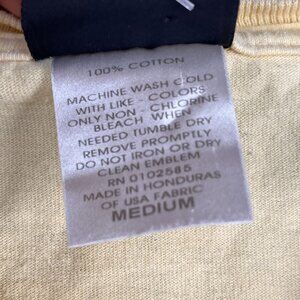 100% COTTON
MACHINE WASH COLD
WITH LIKE - COLORS
ONLY NON - CHLORINE
BLEACH WHEN
NEEDED TUMBLE DRY
REMOVE PROMPTLY
DO NOT IRON OR DRY
CLEAN EMBLEM
RN 0102585
MADE IN HONDURAS
OF USA FABRIC
MEDIUM